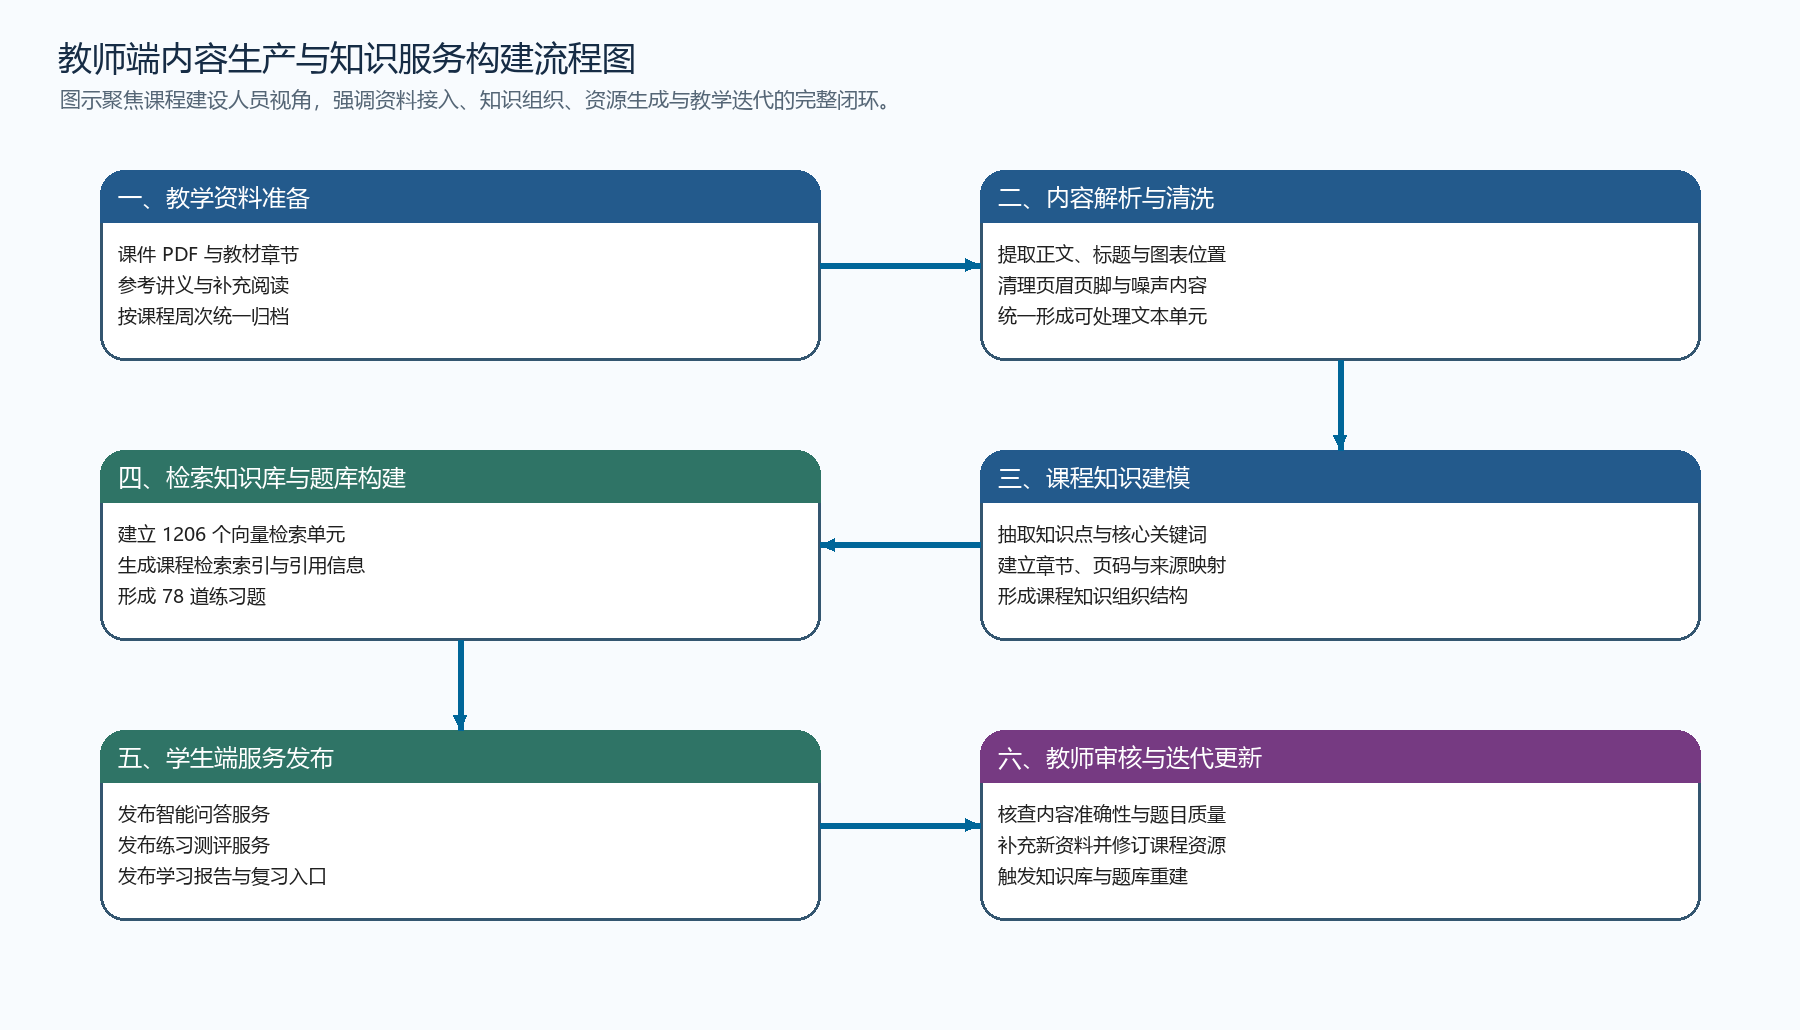 教师端内容生产与知识服务构建流程图
图示聚焦课程建设人员视角，强调资料接入、知识组织、资源生成与教学迭代的完整闭环。
一、教学资料准备
课件 PDF 与教材章节
参考讲义与补充阅读
按课程周次统一归档
二、内容解析与清洗
提取正文、标题与图表位置
清理页眉页脚与噪声内容
统一形成可处理文本单元
三、课程知识建模
抽取知识点与核心关键词
建立章节、页码与来源映射
形成课程知识组织结构
四、检索知识库与题库构建
建立 1206 个向量检索单元
生成课程检索索引与引用信息
形成 78 道练习题
五、学生端服务发布
发布智能问答服务
发布练习测评服务
发布学习报告与复习入口
六、教师审核与迭代更新
核查内容准确性与题目质量
补充新资料并修订课程资源
触发知识库与题库重建